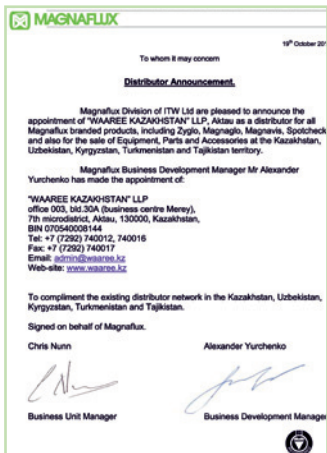 MAGNAFLUX
19th October 20
To whom it may concern
Distributor Announcement.
Magnaflux Division of ITW Ltd are pleased to announce the
appointment of "WAAREE KAZAKHSTAN" LLP, Aktau as a distributor for all
Magnaflux branded products, including Zyglo, Magnaglo, Magnavis, Spotcheck
and also for the sale of Equipment, Parts and Accessories at the Kazakhstan,
Uzbekistan, Kyrgyzstan, Turkmenistan and Tajikistan territory.
Magnaflux Business Development Manager Mr Alexander
Yurchenko has made the appointment of:
"WAAREE KAZAKHSTAN" LLP
office 003, bld.30A (business centre Merey),
7th microdistrict, Aktau, 130000, Kazakhstan,
BIN 070540008144
Tel: +7 (7292) 740012, 740016
Fax: +7 (7292) 740017
Email: admin@waaree.kz
Web-site: www.waaree.kz
To compliment the existing distributor network in the Kazakhstan, Uzbekistan,
Kyrgyzstan, Turkmenistan and Tajikistan.
Signed on behalf of Magnaflux.
Chris Nunn Alexander Yurchenko
Business Unit Manager Business Development Manager